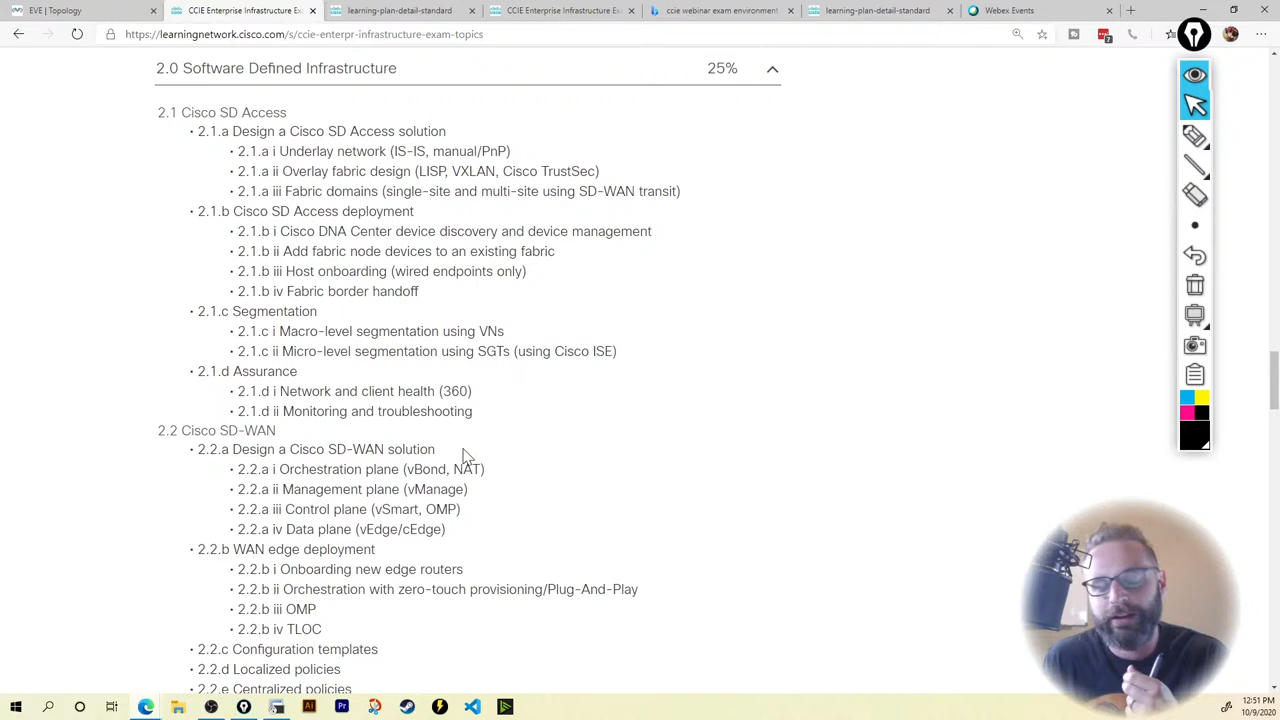 EVE | Topology
CCIE Enterprise Infrastructure Ex
learning-plan-detail-standard
CCIE Enterprise Infrastructure Ex
ccie webinar exam environment
learning-plan-detail-standard
Webex Events
https://learningnetwork.cisco.com/s/ccie-enterpr-infrastructure-exam-topics
7
2.0 Software Defined Infrastructure 25%
2.1 Cisco SD Access
• 2.1.a Design a Cisco SD Access solution
• 2.1.a i Underlay network (IS-IS, manual/PnP)
• 2.1.a ii Overlay fabric design (LISP, VXLAN, Cisco TrustSec)
• 2.1.a iii Fabric domains (single-site and multi-site using SD-WAN transit)
• 2.1.b Cisco SD Access deployment
• 2.1.b i Cisco DNA Center device discovery and device management
• 2.1.b ii Add fabric node devices to an existing fabric
• 2.1.b iii Host onboarding (wired endpoints only)
• 2.1.b iv Fabric border handoff
• 2.1.c Segmentation
• 2.1.c i Macro-level segmentation using VNs
• 2.1.c ii Micro-level segmentation using SGTs (using Cisco ISE)
• 2.1.d Assurance
• 2.1.d i Network and client health (360)
• 2.1.d ii Monitoring and troubleshooting
2.2 Cisco SD-WAN
• 2.2.a Design a Cisco SD-WAN solution
• 2.2.a i Orchestration plane (vBond, NAT)
• 2.2.a ii Management plane (vManage)
• 2.2.a iii Control plane (vSmart, OMP)
• 2.2.a iv Data plane (vEdge/cEdge)
• 2.2.b WAN edge deployment
• 2.2.b i Onboarding new edge routers
• 2.2.b ii Orchestration with zero-touch provisioning/Plug-And-Play
• 2.2.b iii OMP
• 2.2.b iv TLOC
• 2.2.c Configuration templates
• 2.2.d Localized policies
• 2.2.e Centralized policies
Ai
Pr
12:51 PM
10/9/2020